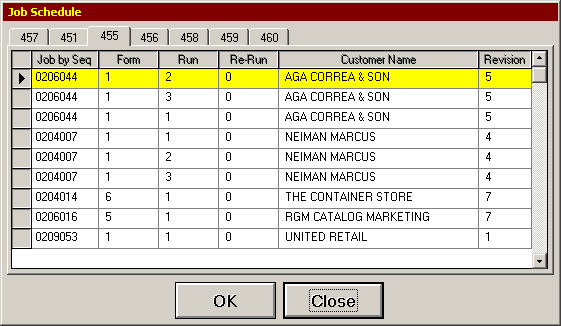 Job Schedule
457 451 455 456 458 459 460
Job by Seq Form Run Re-Run Customer Name Revision
0206044 1 2 0 AGA CORREA & SON 5
0206044 1 3 0 AGA CORREA & SON 5
0206044 1 1 0 AGA CORREA & SON 5
0204007 1 1 0 NEIMAN MARCUS 4
0204007 1 2 0 NEIMAN MARCUS 4
0204007 1 3 0 NEIMAN MARCUS 4
0204014 6 1 0 THE CONTAINER STORE 7
0206016 5 1 0 RGM CATALOG MARKETING 7
0209053 1 1 0 UNITED RETAIL 1
OK Close